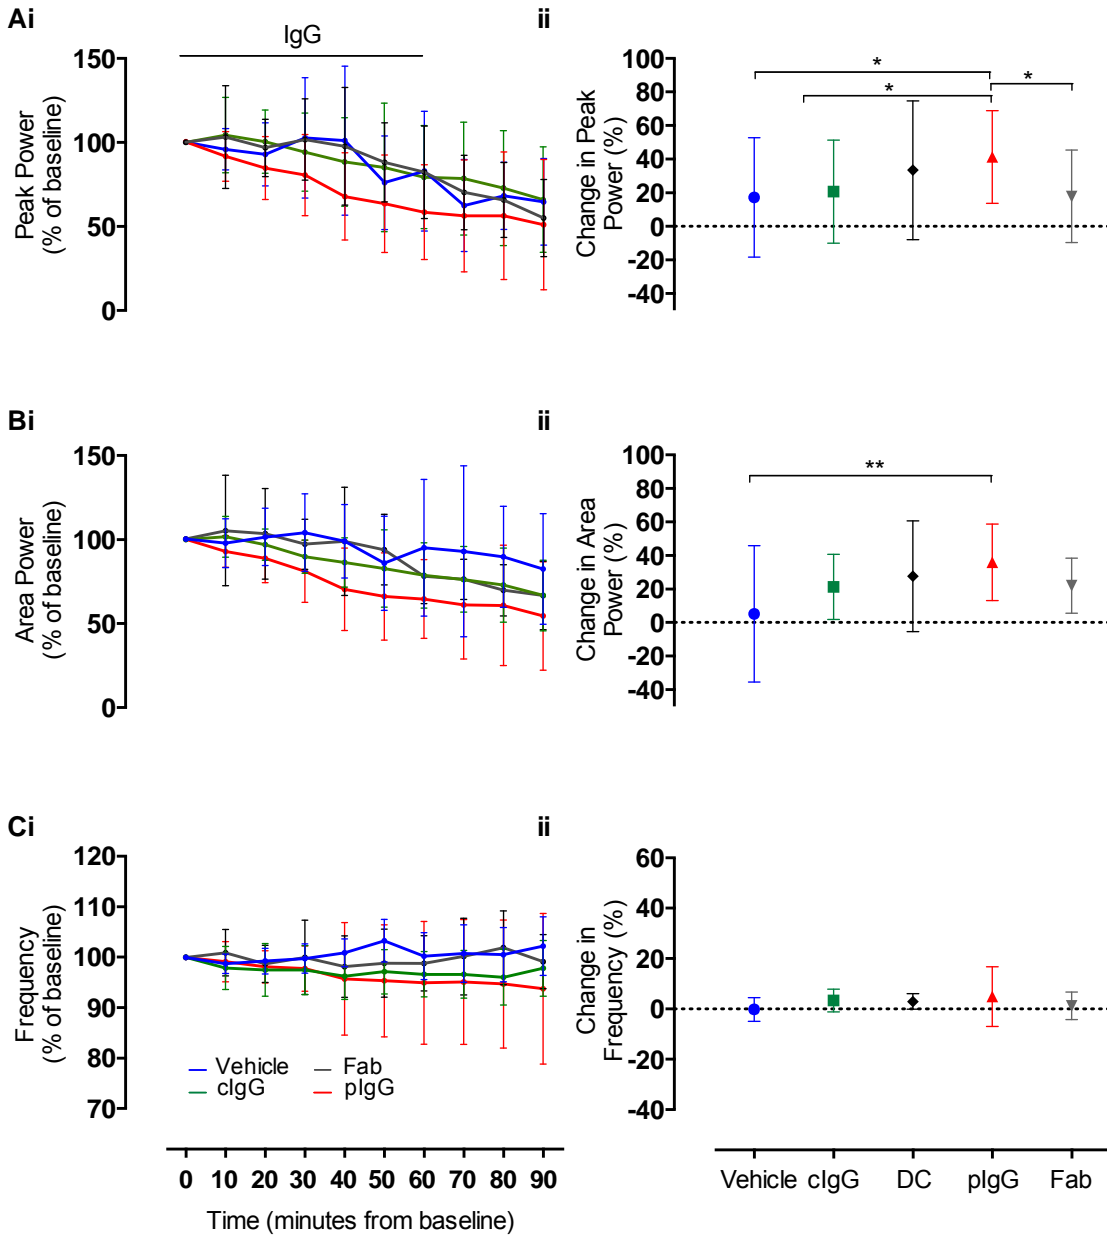 Ai
ii
IgG
Peak Power
(% of baseline)
150
100
50
0
Change in Peak
Power (%)
100
80
60
40
20
0
-20
-40
*
*
*
Bi
ii
Area Power
(% of baseline)
150
100
50
0
Change in Area
Power (%)
100
80
60
40
20
0
-20
-40
**
Ci
ii
Frequency
(% of baseline)
120
110
100
90
80
70
Vehicle Fab
cIgG pIgG
0 10 20 30 40 50 60 70 80 90
Time (minutes from baseline)
Change in
Frequency (%)
60
40
20
0
-20
-40
Vehicle cIgG DC pIgG Fab